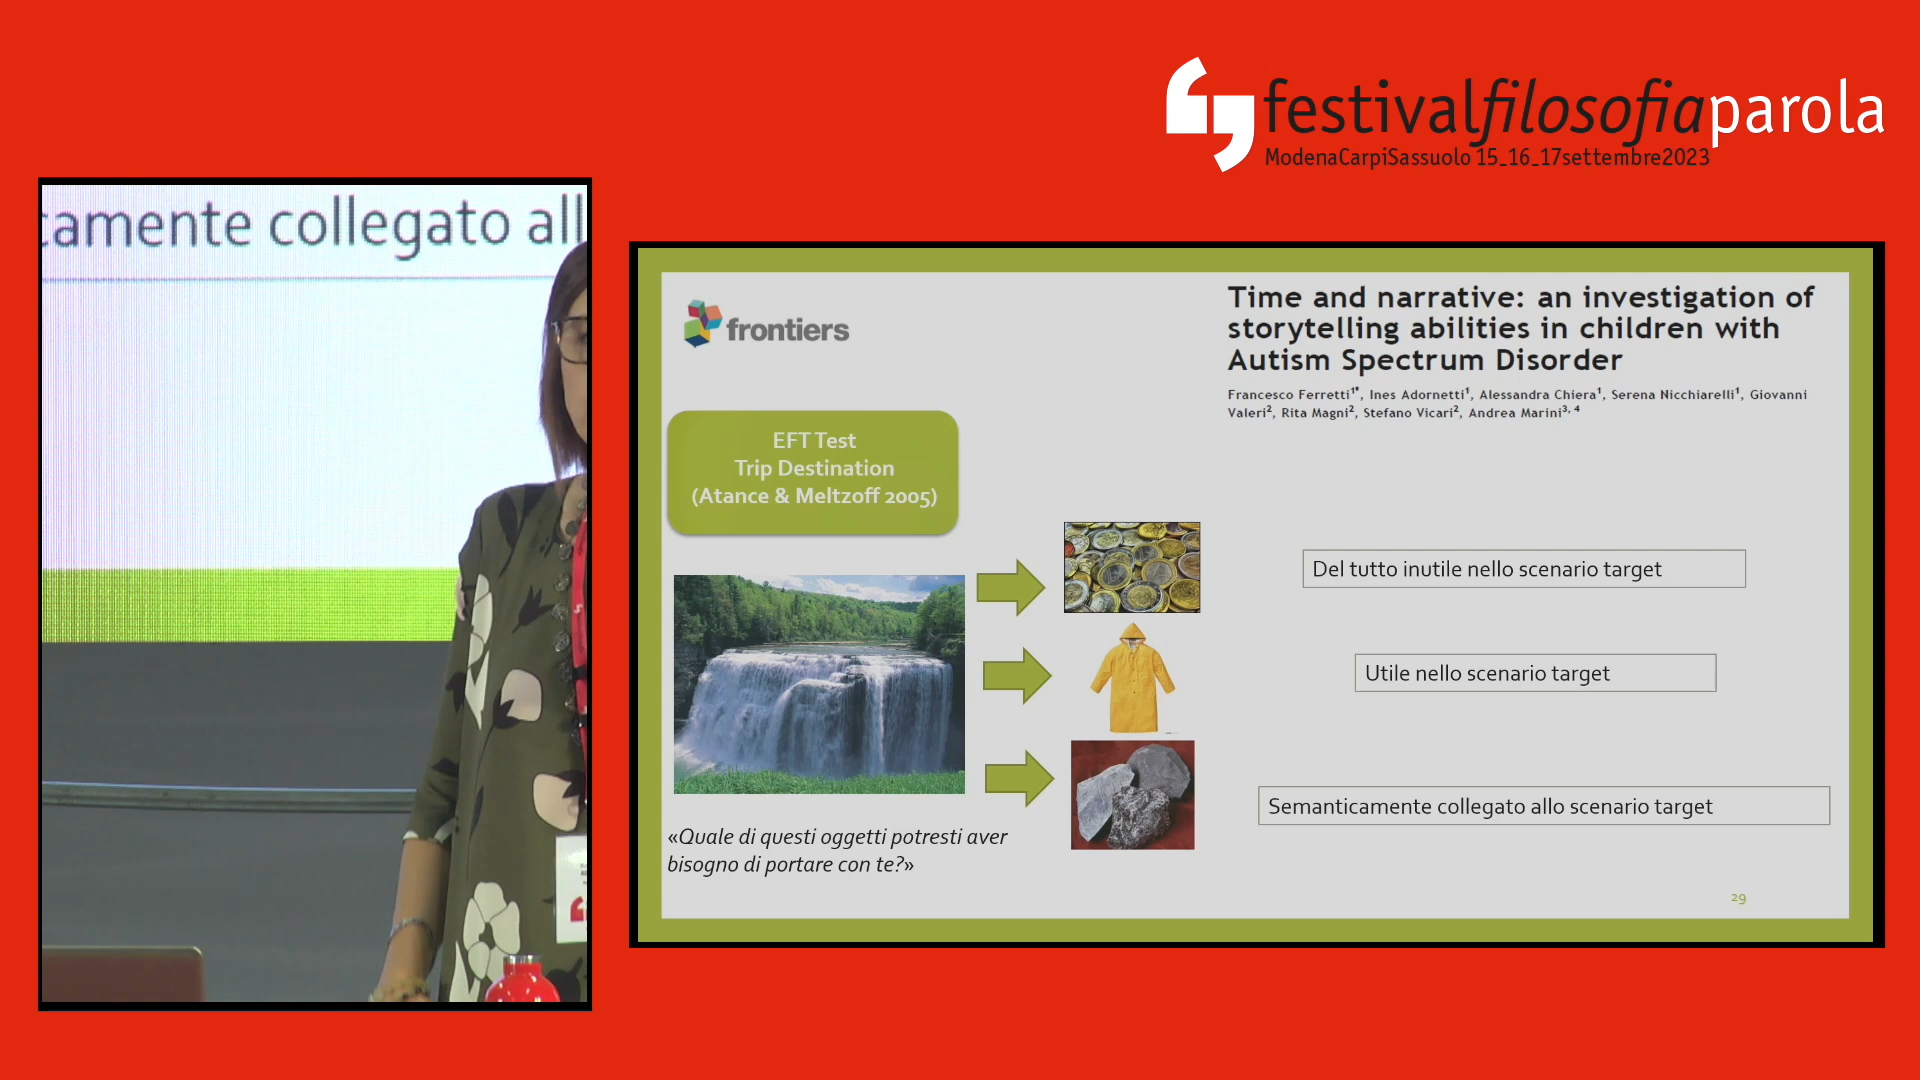 festivalfilosofiaparola
ModenaCarpiSassuolo 15_16_17settembre2023
camente collegato all
frontiers
Time and narrative: an investigation of
storytelling abilities in children with
Autism Spectrum Disorder
Francesco Ferretti¹*, Ines Adornetti¹, Alessandra Chiera¹, Serena Nicchiarelli¹, Giovanni
Valeri², Rita Magni², Stefano Vicari², Andrea Marini³, ⁴
EFT Test
Trip Destination
(Atance & Meltzoff 2005)
Del tutto inutile nello scenario target
Utile nello scenario target
Semanticamente collegato allo scenario target
«Quale di questi oggetti potresti aver
bisogno di portare con te?»
29